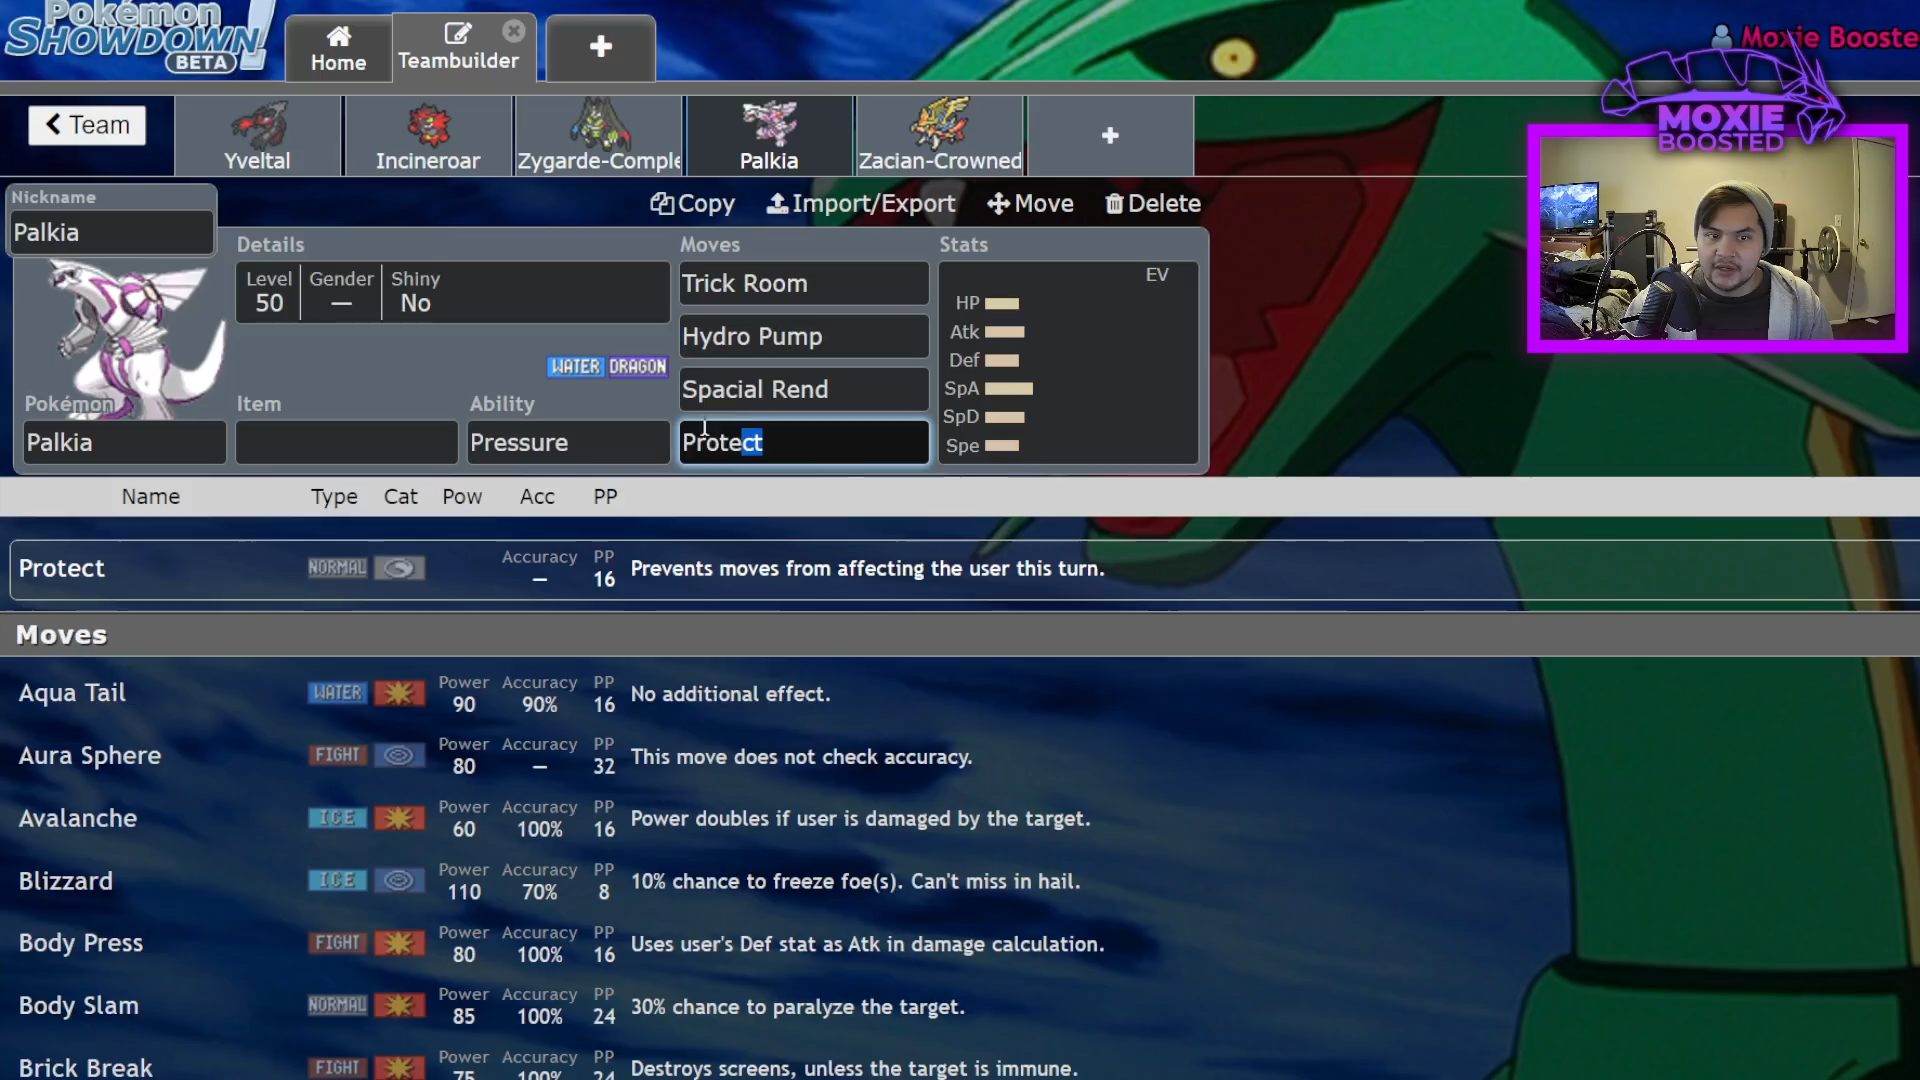 Pokémon
SHOWDOWN!
BETA
Home
Teambuilder
+
Moxie Booste
Team
Yveltal
Incineroar
Zygarde-Comple
Palkia
Zacian-Crowned
+
MOXIE
BOOSTED
Nickname
Palkia
Copy
Import/Export
Move
Delete
Details
Level
50
Gender
—
Shiny
No
WATER DRAGON
Pokémon
Palkia
Item
Ability
Pressure
Moves
Trick Room
Hydro Pump
Spacial Rend
Protect
Stats
EV
HP
Atk
Def
SpA
SpD
Spe
Name Type Cat Pow Acc PP
Protect NORMAL Accuracy — PP 16 Prevents moves from affecting the user this turn.
Moves
Aqua Tail WATER Power 90 Accuracy 90% PP 16 No additional effect.
Aura Sphere FIGHT Power 80 Accuracy — PP 32 This move does not check accuracy.
Avalanche ICE Power 60 Accuracy 100% PP 16 Power doubles if user is damaged by the target.
Blizzard ICE Power 110 Accuracy 70% PP 8 10% chance to freeze foe(s). Can't miss in hail.
Body Press FIGHT Power 80 Accuracy 100% PP 16 Uses user's Def stat as Atk in damage calculation.
Body Slam NORMAL Power 85 Accuracy 100% PP 24 30% chance to paralyze the target.
Brick Break FIGHT Power 75 Accuracy 100% PP 24 Destroys screens, unless the target is immune.